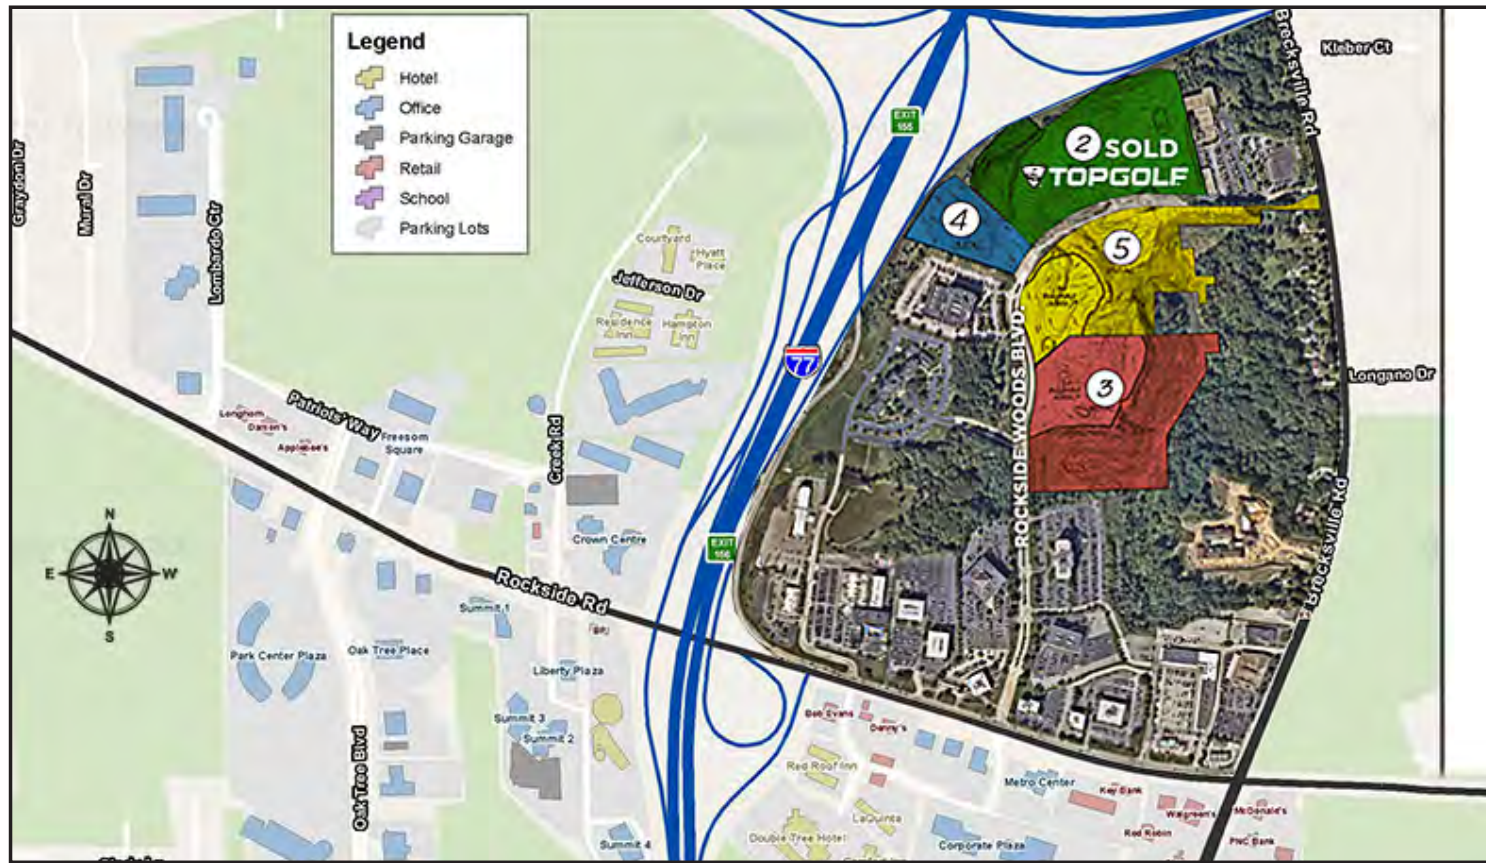 Legend
Hotel
Office
Parking Garage
Retail
School
Parking Lots
Graydon Dr
Mural Dr
Lombardo Ctr
Brecksville Rd
Kleber Ct
EXIT
155
2 SOLD
TOPGOLF
4
5
3
Courtyard
Hyatt
Place
Jefferson Dr
Residence
Inn
Hampton
Inn
77
ROCKSIDEWOODS BLVD.
Longano Dr
Patriots' Way
Longhorn
Damon's
Applebee's
Freesom
Square
Creek Rd
Crown Centre
EXIT
156
N
E
W
S
Rockside Rd
Brecksville Rd
Summit 1
BPJ
Park Center Plaza
Oak Tree Place
Liberty Plaza
Summit 3
Summit 2
Oak Tree Blvd
Bob Evans
Denny's
Red Roof Inn
Metro Center
Key Bank
LaQuinta
Walgreen's
McDonald's
Red Robin
PNC Bank
Double Tree Hotel
Corporate Plaza
Summit 4